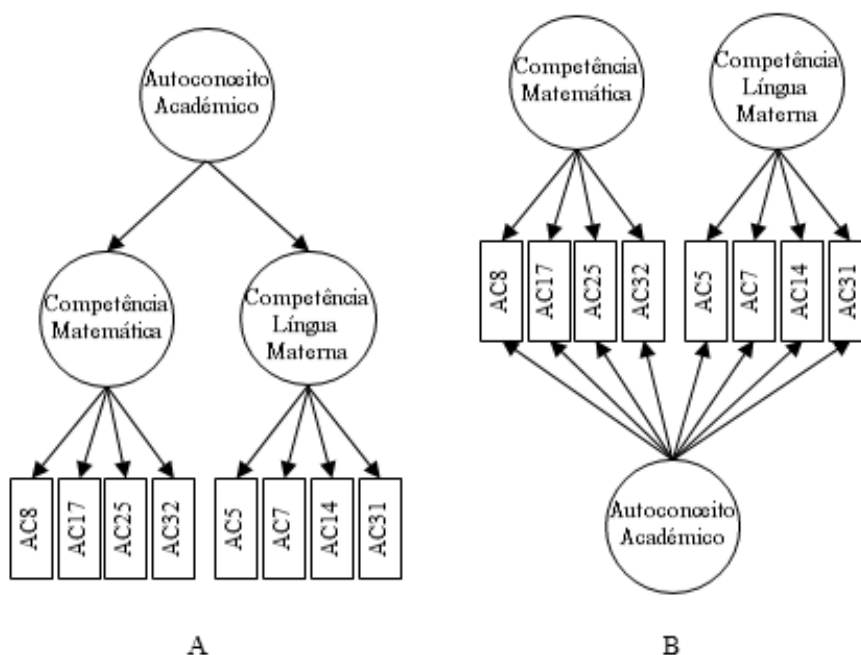 Autoconceito
Académico
Competência
Matemática
Competência
Língua
Materna
AC8
AC17
AC25
AC32
AC5
AC7
AC14
AC31
A
Competência
Matemática
Competência
Língua
Materna
AC8
AC17
AC25
AC32
AC5
AC7
AC14
AC31
Autoconceito
Académico
B